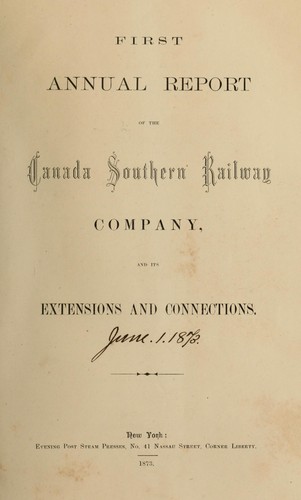 FIRST
ANNUAL REPORT
OF THE
Canada Southern Railway
COMPANY,
AND ITS
EXTENSIONS AND CONNECTIONS.
June. 1. 1873.
New York:
EVENING POST STEAM PRESSES, NO. 41 NASSAU STREET, CORNER LIBERTY.
1873.